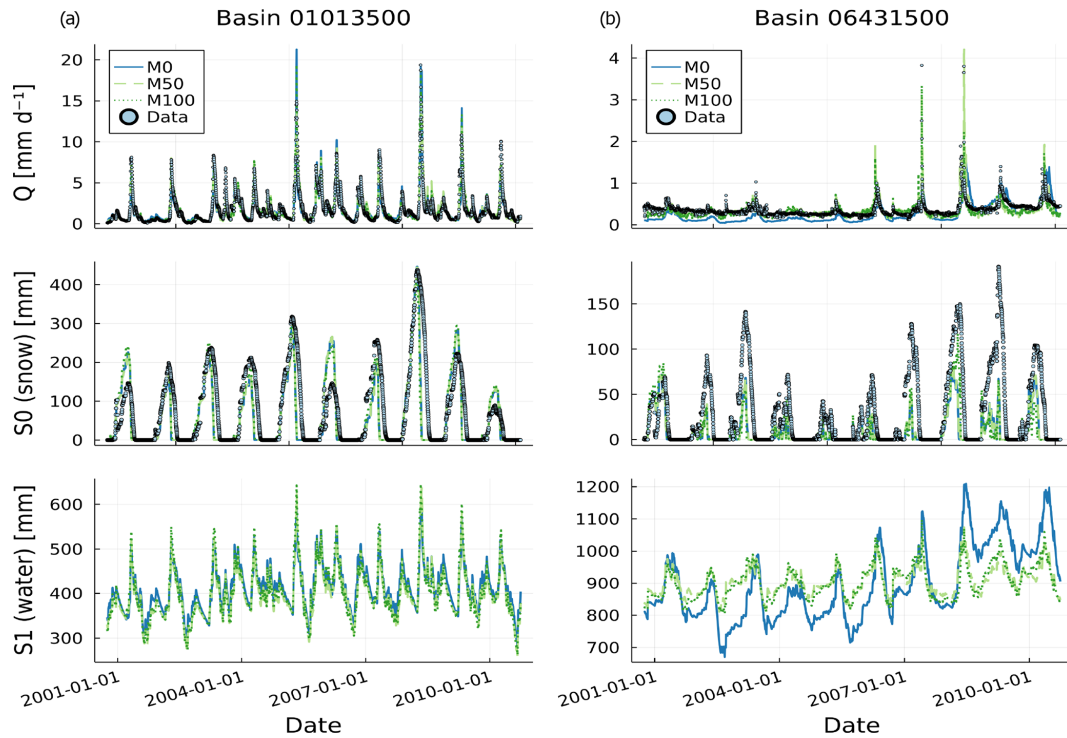 (a) Basin 01013500
Q [mm d⁻¹]
20
15
10
5
0
M0
M50
M100
Data
S0 (snow) [mm]
400
300
200
100
0
S1 (water) [mm]
600
500
400
300
2001-01-01 2004-01-01 2007-01-01 2010-01-01
Date
(b) Basin 06431500
4
3
2
1
0
M0
M50
M100
Data
150
100
50
0
1200
1100
1000
900
800
700
2001-01-01 2004-01-01 2007-01-01 2010-01-01
Date